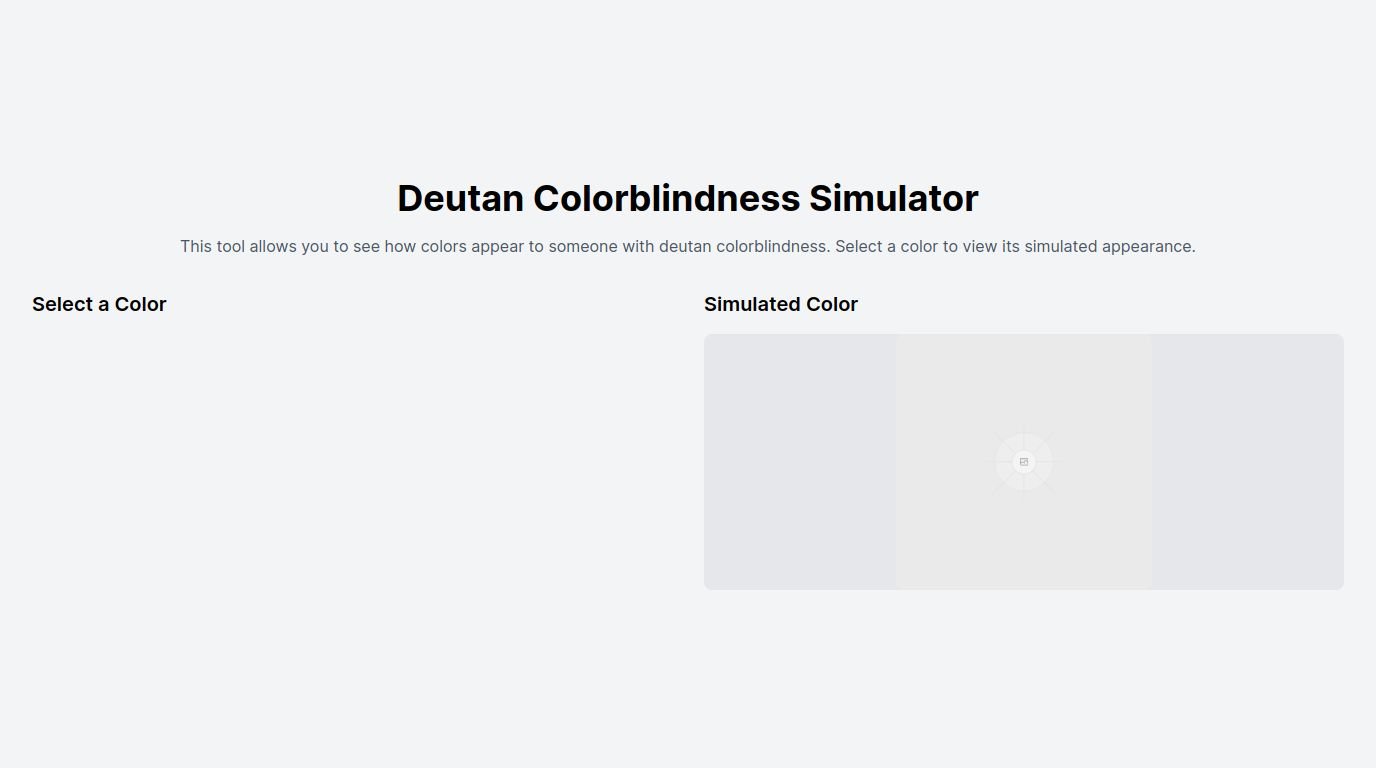 Deutan Colorblindness Simulator
This tool allows you to see how colors appear to someone with deutan colorblindness. Select a color to view its simulated appearance.
Select a Color
Simulated Color